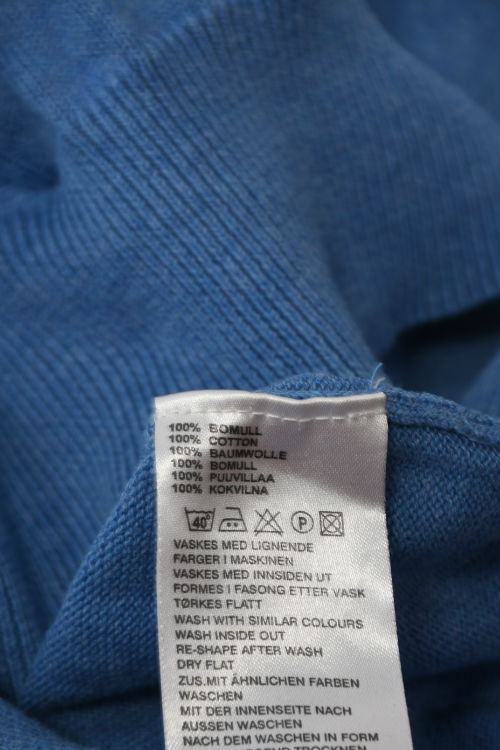 100% BOMULL
100% COTTON
100% BAUMWOLLE
100% BOMULL
100% PUUVILLAA
100% KOKVILNA
40° P
VASKES MED LIGNENDE
FARGER I MASKINEN
VASKES MED INNSIDEN UT
FORMES I FASONG ETTER VASK
TØRKES FLATT
WASH WITH SIMILAR COLOURS
WASH INSIDE OUT
RE-SHAPE AFTER WASH
DRY FLAT
ZUS.MIT ÄHNLICHEN FARBEN
WASCHEN
MIT DER INNENSEITE NACH
AUSSEN WASCHEN
NACH DEM WASCHEN IN FORM
TROCKNEN